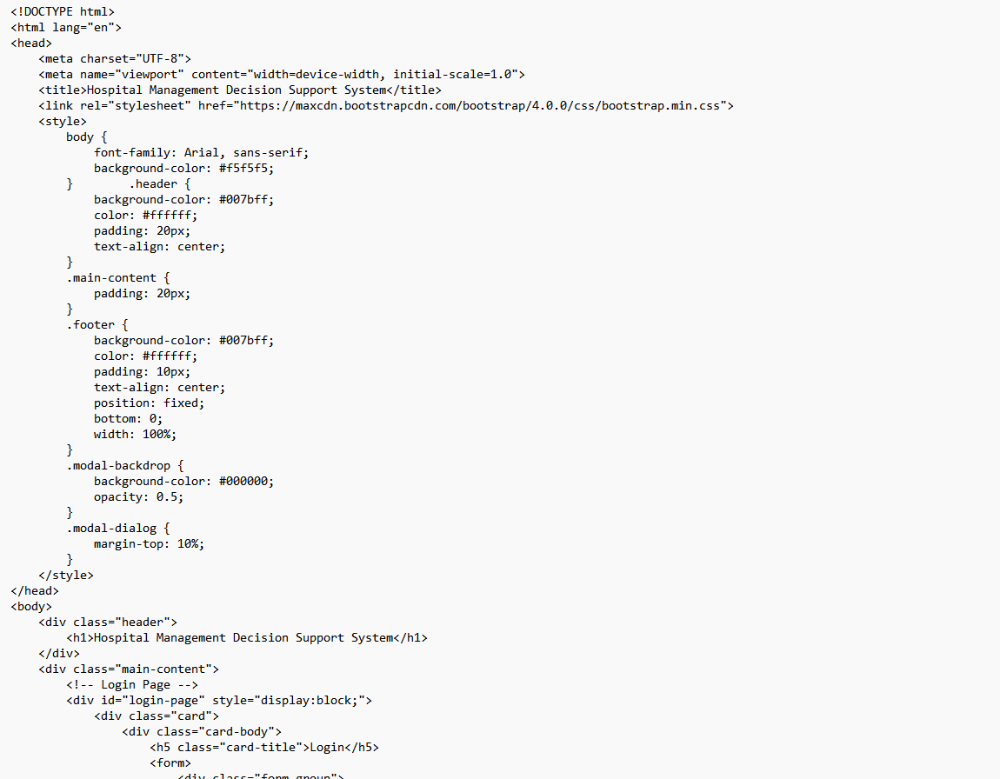 <!DOCTYPE html>
<html lang="en">
<head>
    <meta charset="UTF-8">
    <meta name="viewport" content="width=device-width, initial-scale=1.0">
    <title>Hospital Management Decision Support System</title>
    <link rel="stylesheet" href="https://maxcdn.bootstrapcdn.com/bootstrap/4.0.0/css/bootstrap.min.css">
    <style>
        body {
            font-family: Arial, sans-serif;
            background-color: #f5f5f5;
        }        .header {
            background-color: #007bff;
            color: #ffffff;
            padding: 20px;
            text-align: center;
        }
        .main-content {
            padding: 20px;
        }
        .footer {
            background-color: #007bff;
            color: #ffffff;
            padding: 10px;
            text-align: center;
            position: fixed;
            bottom: 0;
            width: 100%;
        }
        .modal-backdrop {
            background-color: #000000;
            opacity: 0.5;
        }
        .modal-dialog {
            margin-top: 10%;
        }
    </style>
</head>
<body>
    <div class="header">
        <h1>Hospital Management Decision Support System</h1>
    </div>
    <div class="main-content">
        <!-- Login Page -->
        <div id="login-page" style="display:block;">
            <div class="card">
                <div class="card-body">
                    <h5 class="card-title">Login</h5>
                    <form>
                        <div class="form-group">